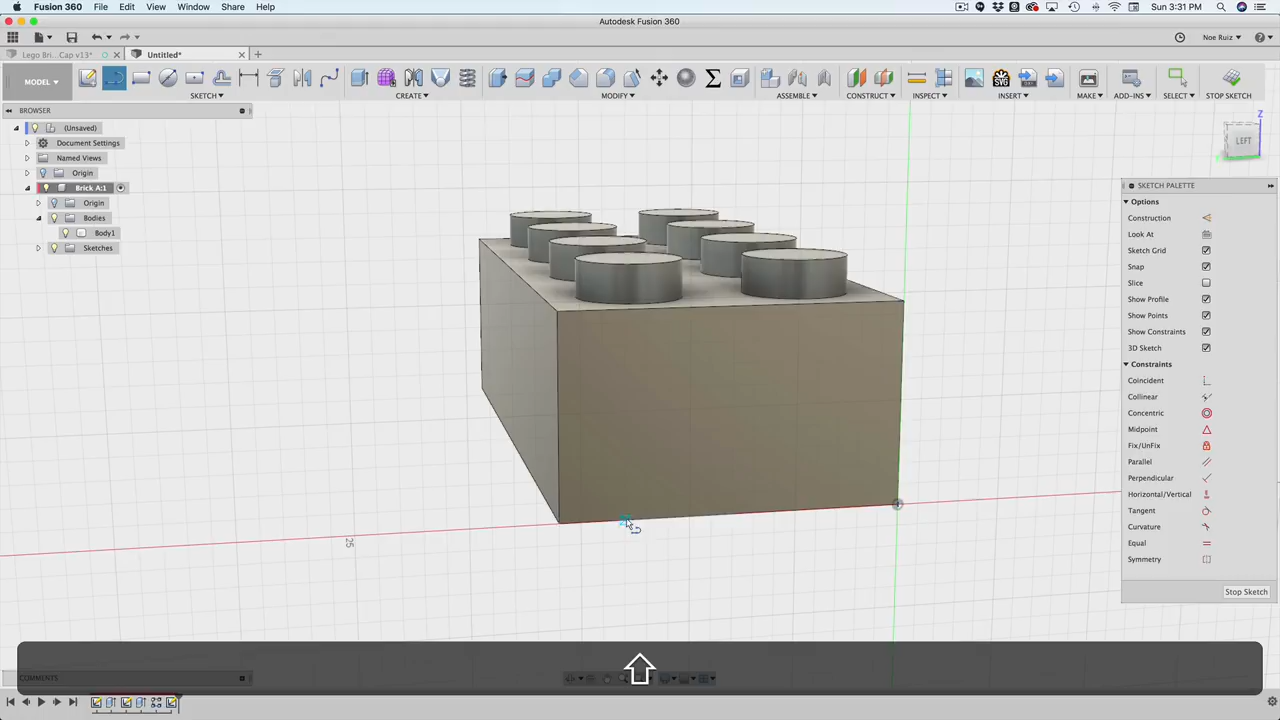 Fusion 360 File Edit View Window Share Help
Sun 3:31 PM
Autodesk Fusion 360
Noe Ruiz
Lego Bri...Cap v13*
Untitled*
MODEL
SKETCH
CREATE
MODIFY
ASSEMBLE
CONSTRUCT
INSPECT
INSERT
MAKE
ADD-INS
SELECT
STOP SKETCH
SVG
BROWSER
(Unsaved)
Document Settings
Named Views
Origin
Brick A:1
Origin
Bodies
Body1
Sketches
Z
LEFT
SKETCH PALETTE
Options
Construction
Look At
Sketch Grid
Snap
Slice
Show Profile
Show Points
Show Constraints
3D Sketch
Constraints
Coincident
Collinear
Concentric
Midpoint
Fix/UnFix
Parallel
Perpendicular
Horizontal/Vertical
Tangent
Curvature
Equal
Symmetry
Stop Sketch
25
COMMENTS